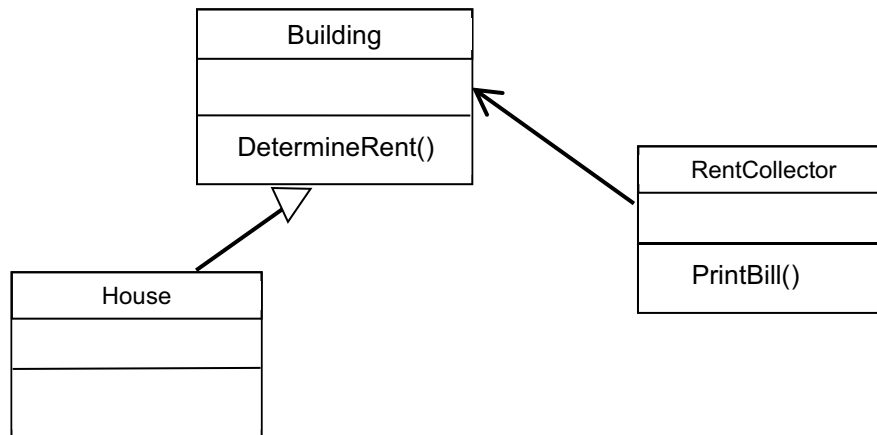 Building
DetermineRent()
RentCollector
PrintBill()
House